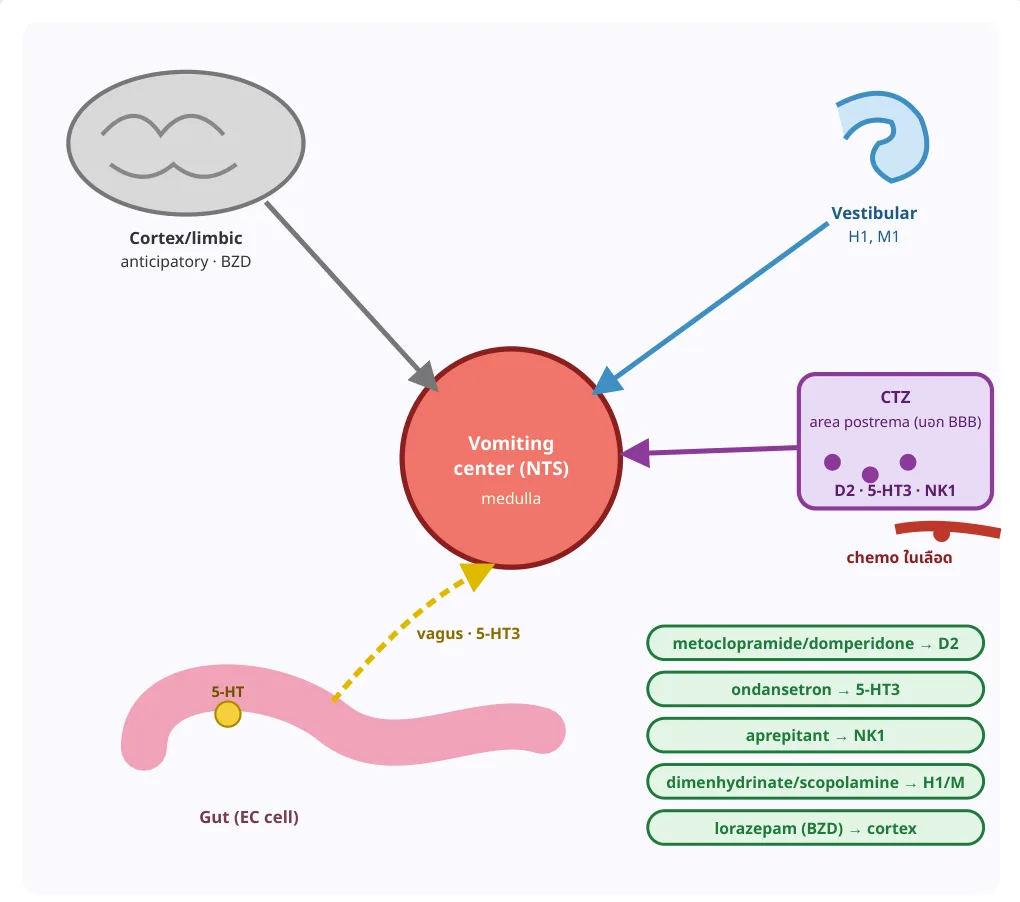 Cortex/limbic
anticipatory · BZD
Vestibular
H1, M1
Vomiting
center (NTS)
medulla
CTZ
area postrema (นอก BBB)
D2 · 5-HT3 · NK1
chemo ในเลือด
vagus · 5-HT3
5-HT
Gut (EC cell)
metoclopramide/domperidone → D2
ondansetron → 5-HT3
aprepitant → NK1
dimenhydrinate/scopolamine → H1/M
lorazepam (BZD) → cortex